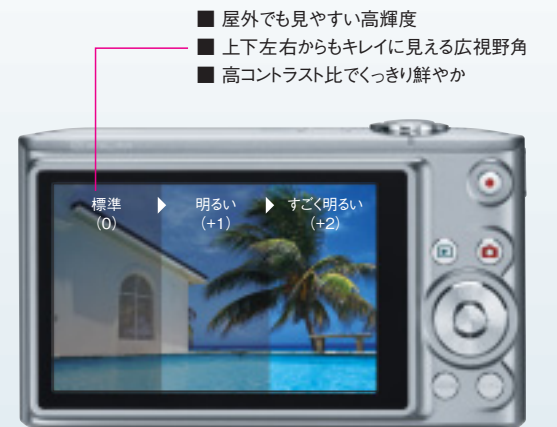 ■ 屋外でも見やすい高輝度
■ 上下左右からもキレイに見える広視野角
■ 高コントラスト比でくっきり鮮やか
標準 ▶ 明るい ▶ すごく明るい
(0) (+1) (+2)